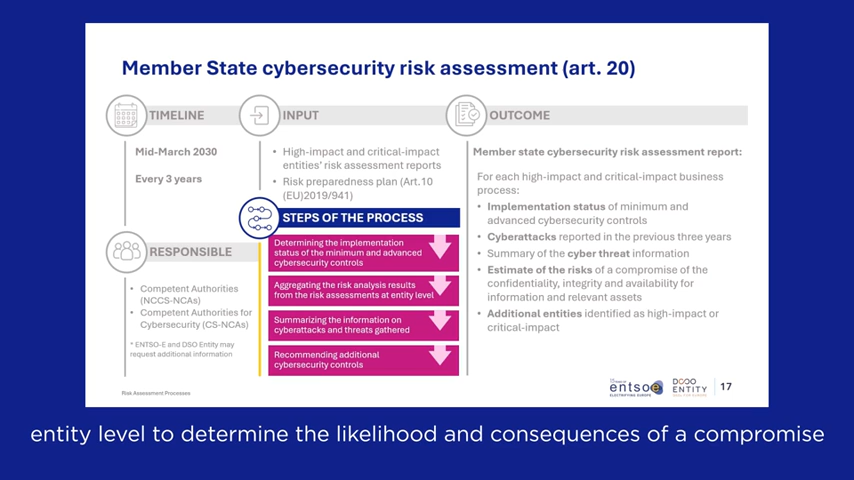 Member State cybersecurity risk assessment (art. 20)
TIMELINE
Mid-March 2030
Every 3 years
RESPONSIBLE
• Competent Authorities
(NCCS-NCAs)
• Competent Authorities for
Cybersecurity (CS-NCAs)
* ENTSO-E and DSO Entity may
request additional information
INPUT
• High-impact and critical-impact
entities' risk assessment reports
• Risk preparedness plan (Art.10
(EU)2019/941)
STEPS OF THE PROCESS
Determining the implementation
status of the minimum and advanced
cybersecurity controls
Aggregating the risk analysis results
from the risk assessments at entity level
Summarizing the information on
cyberattacks and threats gathered
Recommending additional
cybersecurity controls
OUTCOME
Member state cybersecurity risk assessment report:
For each high-impact and critical-impact business
process:
• Implementation status of minimum and
advanced cybersecurity controls
• Cyberattacks reported in the previous three years
• Summary of the cyber threat information
• Estimate of the risks of a compromise of the
confidentiality, integrity and availability for
information and relevant assets
• Additional entities identified as high-impact or
critical-impact
Risk Assessment Processes
entsoe
ELECTRIFYING EUROPE
DSO ENTITY
17
entity level to determine the likelihood and consequences of a compromise